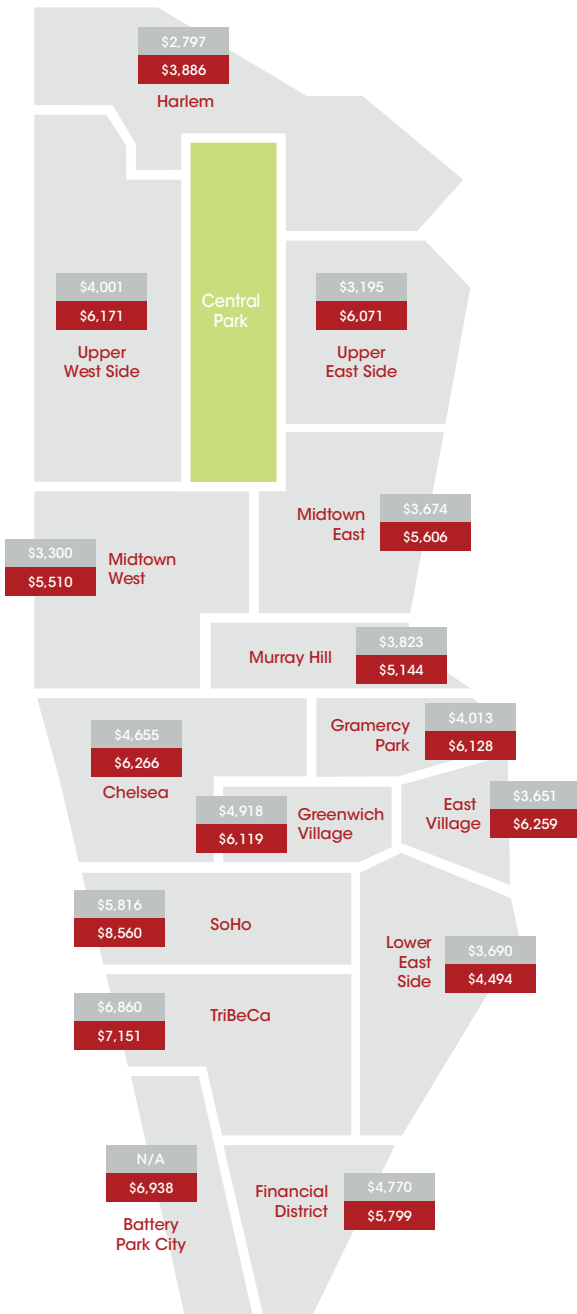 $2,797
$3,886
Harlem
$4,001
$6,171
Upper
West Side
Central
Park
$3,195
$6,071
Upper
East Side
Midtown
East
$3,674
$5,606
$3,300
$5,510
Midtown
West
Murray Hill
$3,823
$5,144
$4,655
$6,266
Chelsea
Gramercy
Park
$4,013
$6,128
$4,918
$6,119
Greenwich
Village
East
Village
$3,651
$6,259
$5,816
$8,560
SoHo
Lower
East
Side
$3,690
$4,494
$6,860
$7,151
TriBeCa
N/A
$6,938
Battery
Park City
Financial
District
$4,770
$5,799